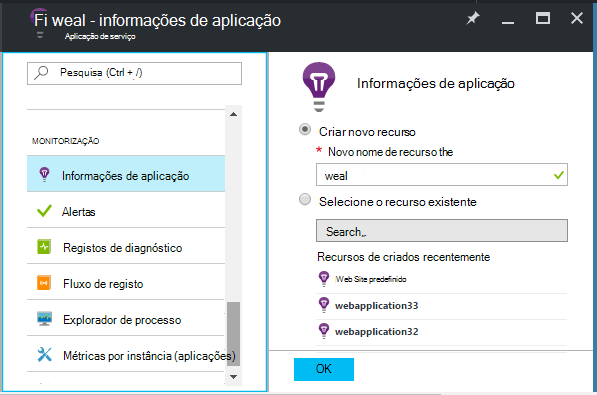 Fi weal - informações de aplicação
Aplicação de serviço
Pesquisa (Ctrl + /)
MONITORIZAÇÃO
Informações de aplicação
Alertas
Registos de diagnóstico
Fluxo de registo
Explorador de processo
Métricas por instância (aplicações)
Informações de aplicação
Criar novo recurso
* Novo nome de recurso the
weal
Selecione o recurso existente
Search,.
Recursos de criados recentemente
Web Site predefinido
webapplication33
webapplication32
OK